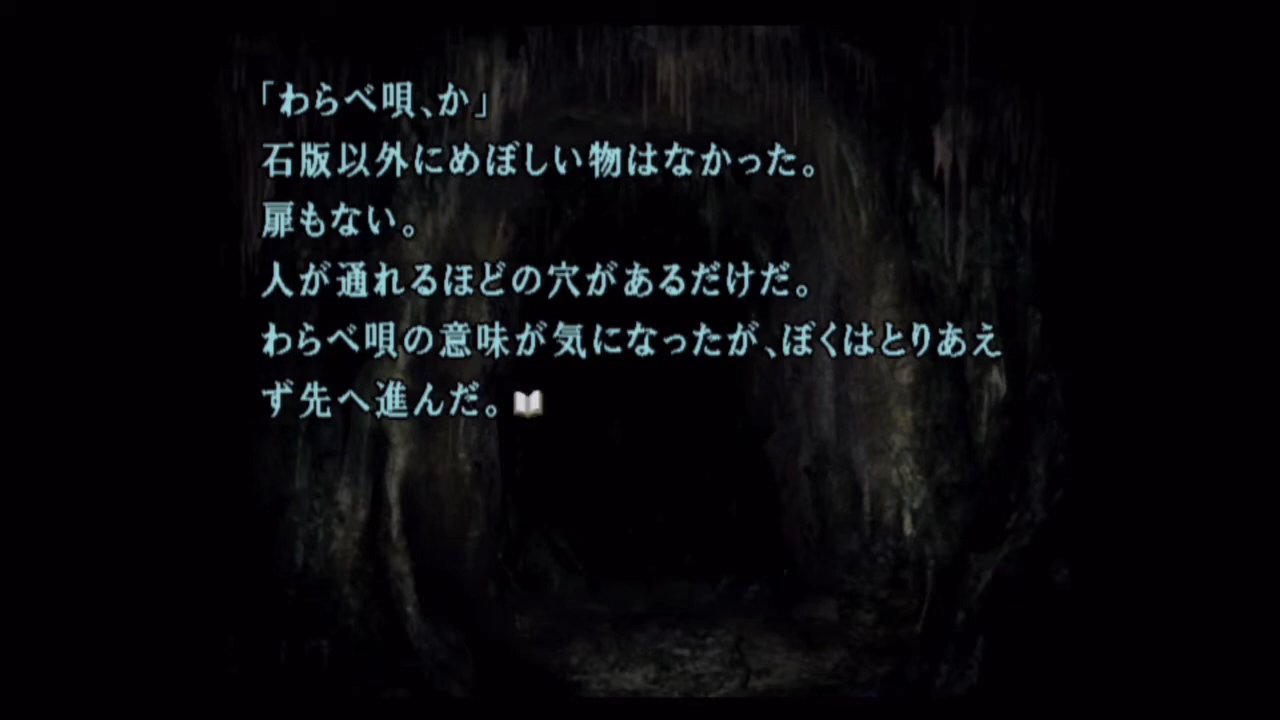 「わらべ唄、か」
石版以外にめぼしい物はなかった。
扉もない。
人が通れるほどの穴があるだけだ。
わらべ唄の意味が気になったが、ぼくはとりあえ
ず先へ進んだ。